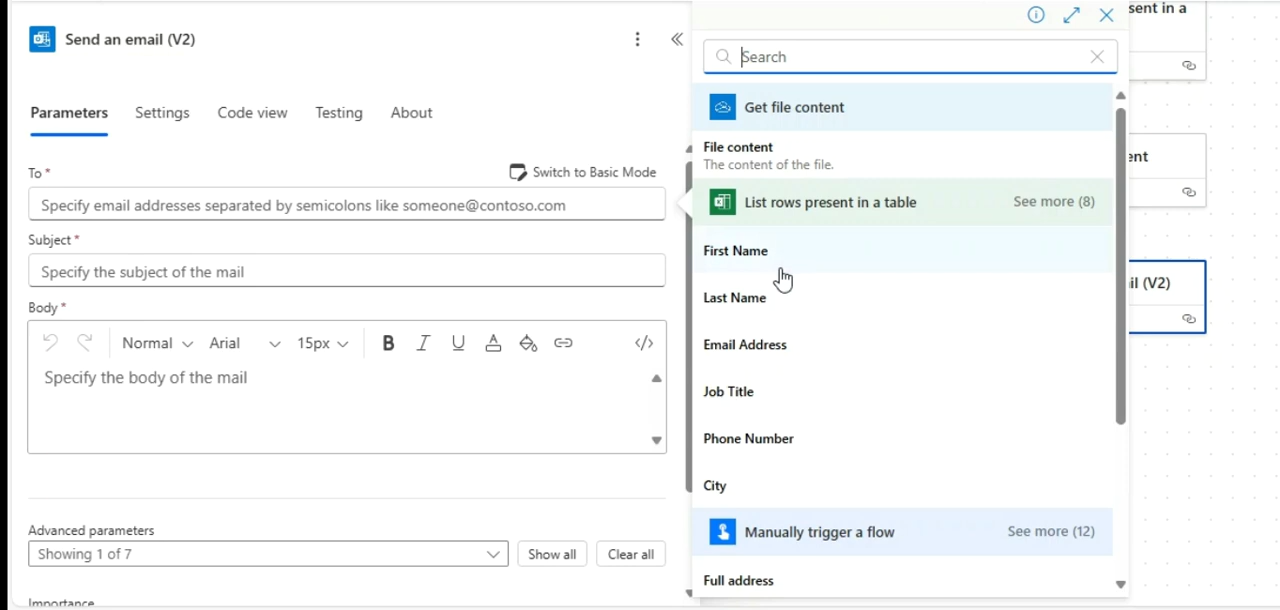 Send an email (V2)
Parameters
Settings
Code view
Testing
About
To *
Switch to Basic Mode
Specify email addresses separated by semicolons like someone@contoso.com
Subject *
Specify the subject of the mail
Body *
Normal
Arial
15px
B
I
U
A
</>
Specify the body of the mail
Advanced parameters
Showing 1 of 7
Show all
Clear all
Importance
Search
Get file content
File content
The content of the file.
List rows present in a table
See more (8)
First Name
Last Name
Email Address
Job Title
Phone Number
City
Manually trigger a flow
See more (12)
Full address
sent in a
ent
il (V2)